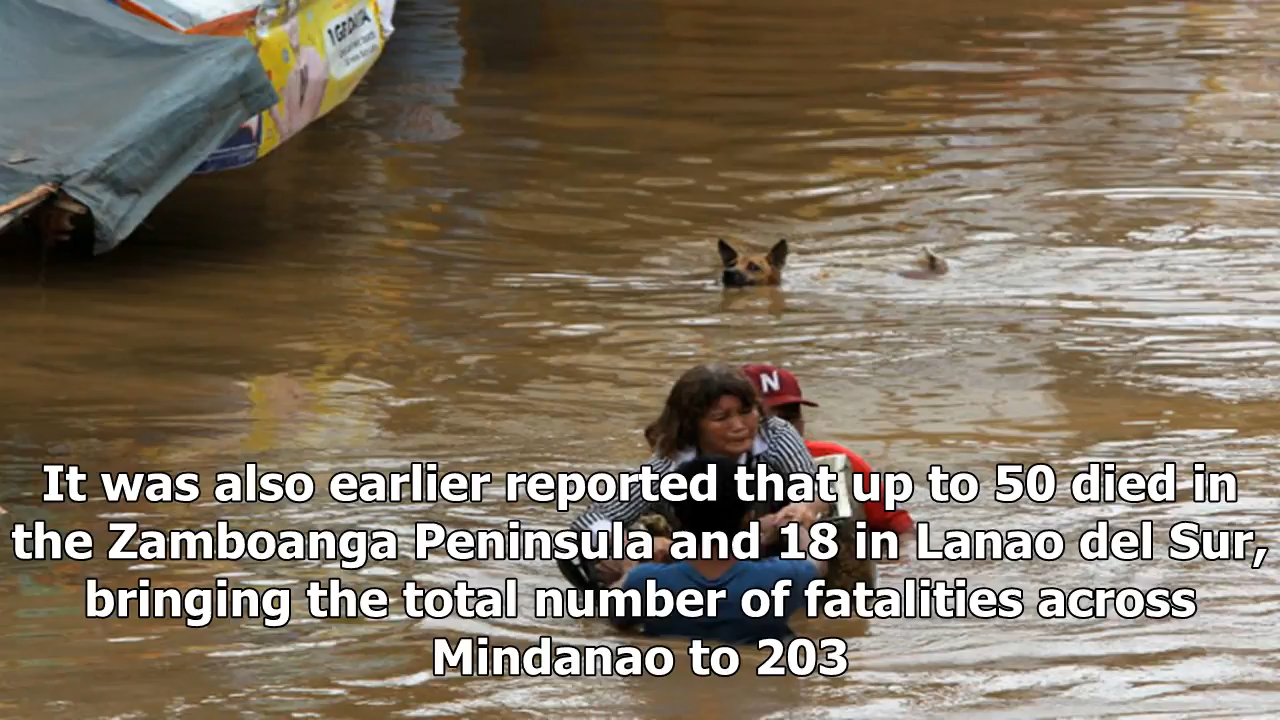 N
It was also earlier reported that up to 50 died in
the Zamboanga Peninsula and 18 in Lanao del Sur,
bringing the total number of fatalities across
Mindanao to 203